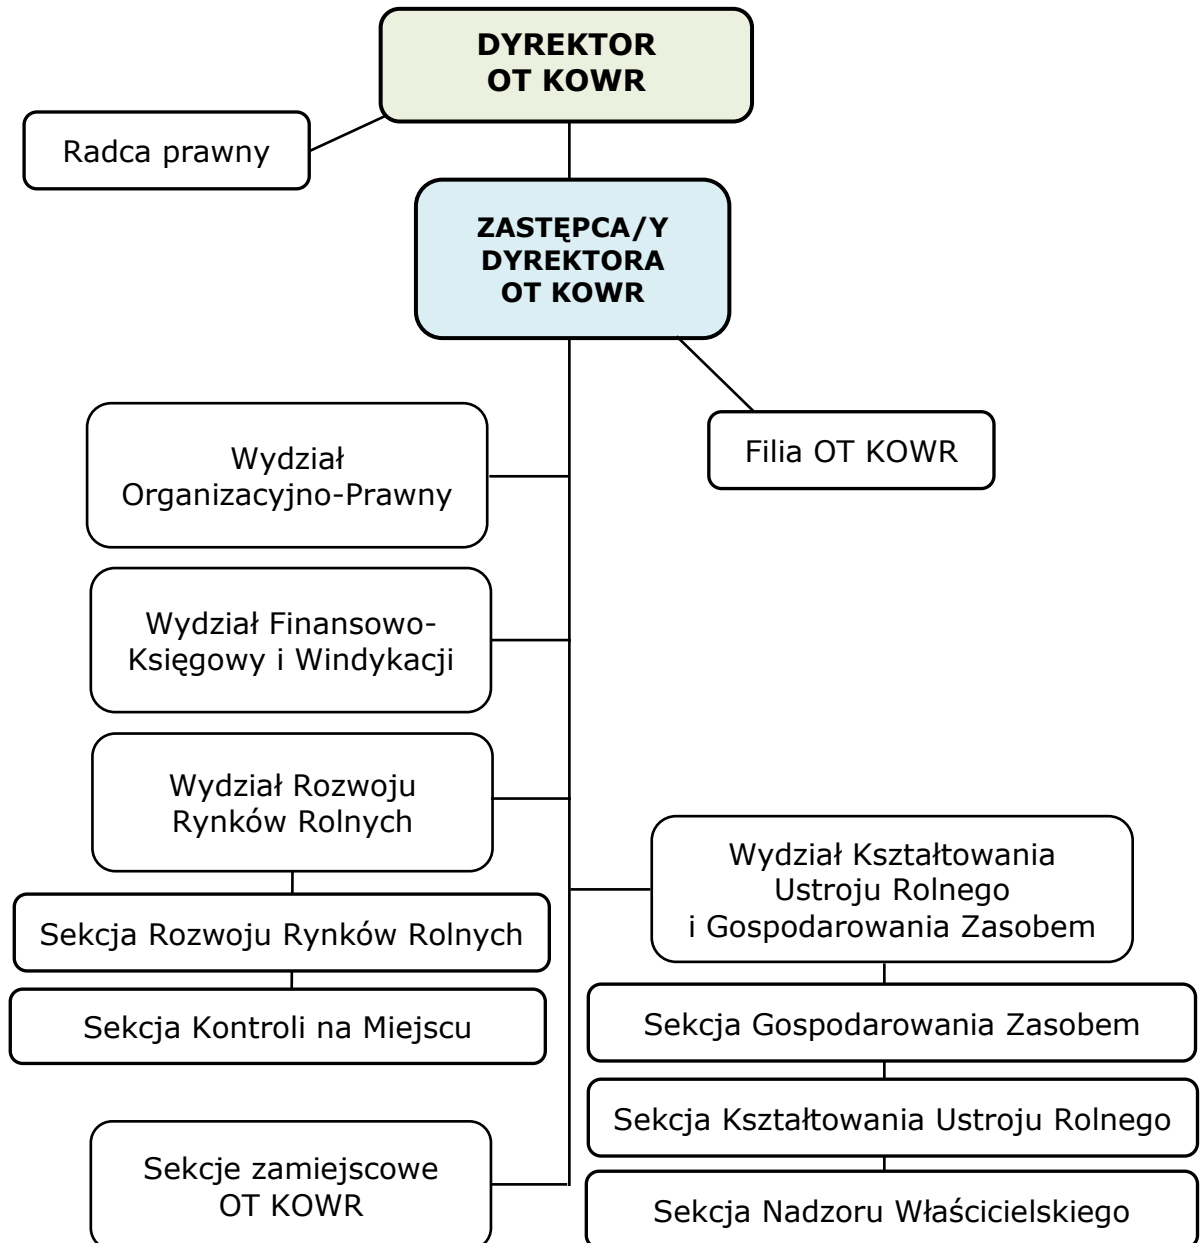 DYREKTOR
OT KOWR
Radca prawny
ZASTĘPCA/Y
DYREKTORA
OT KOWR
Filia OT KOWR
Wydział
Organizacyjno-Prawny
Wydział Finansowo-
Księgowy i Windykacji
Wydział Rozwoju
Rynków Rolnych
Sekcja Rozwoju Rynków Rolnych
Sekcja Kontroli na Miejscu
Wydział Kształtowania
Ustroju Rolnego
i Gospodarowania Zasobem
Sekcja Gospodarowania Zasobem
Sekcja Kształtowania Ustroju Rolnego
Sekcja Nadzoru Właścicielskiego
Sekcje zamiejscowe
OT KOWR